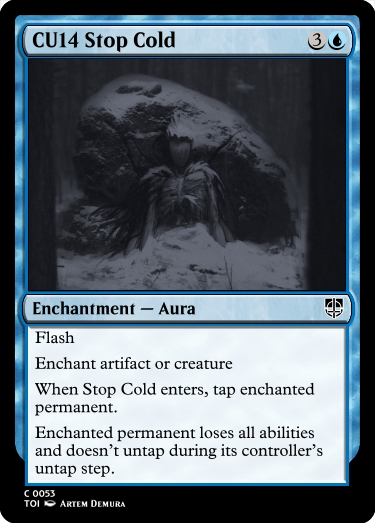 CU14 Stop Cold
3
Enchantment — Aura
Flash
Enchant artifact or creature
When Stop Cold enters, tap enchanted
permanent.
Enchanted permanent loses all abilities
and doesn't untap during its controller's
untap step.
C 0053
TOI Artem Demura